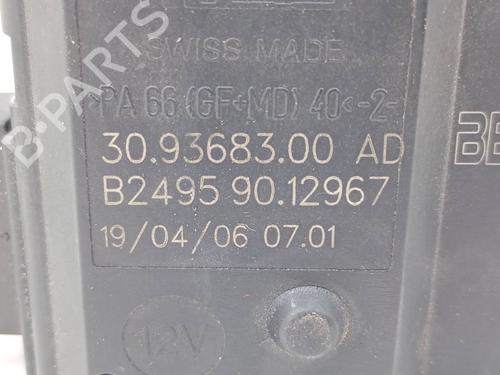 SWISS MADE
PA 66 (GF+MD) 40<-2-
30.93683.00 AD
B2495 90.12967
19/04/06 07.01
12V
BE
B-PARTS